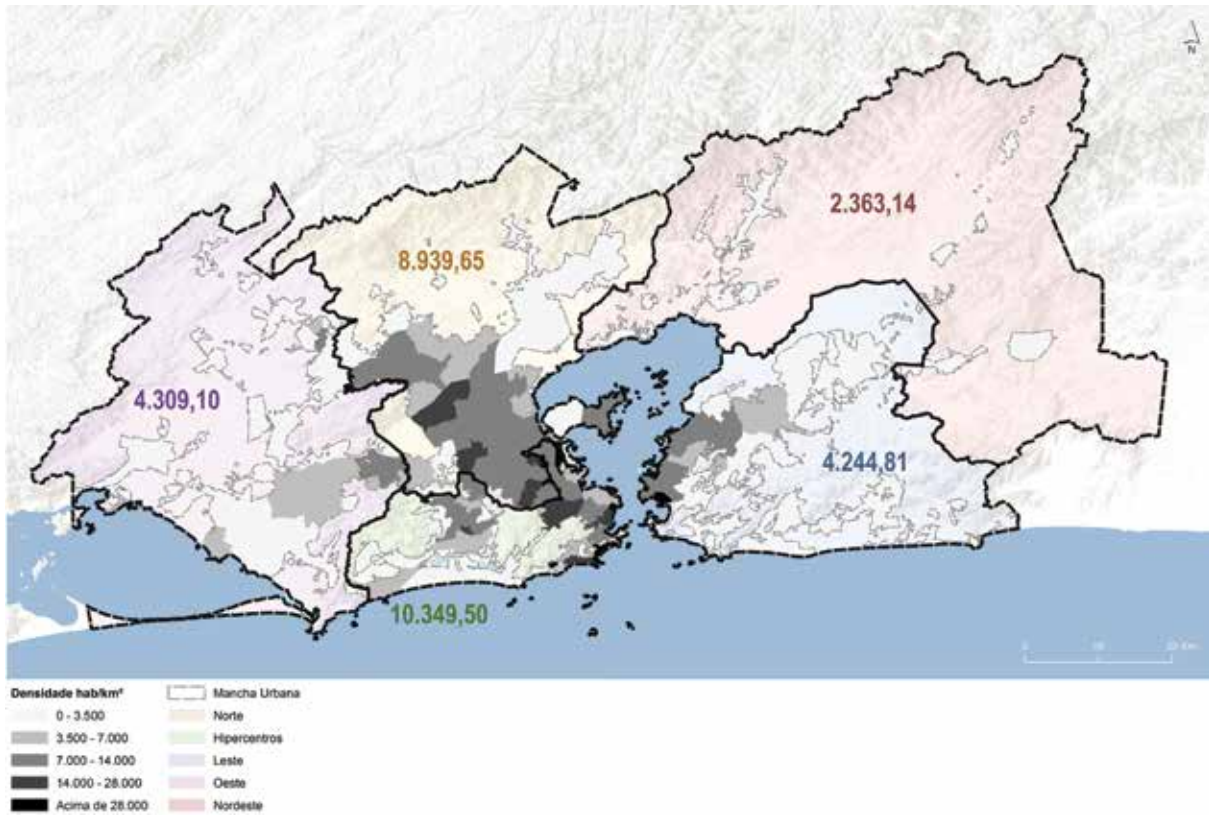 N
2.363,14
8.939,65
4.309,10
4.244,81
10.349,50
Densidade hab/km²
0 - 3.500
3.500 - 7.000
7.000 - 14.000
14.000 - 28.000
Acima de 28.000
Mancha Urbana
Norte
Hipercentros
Leste
Oeste
Nordeste